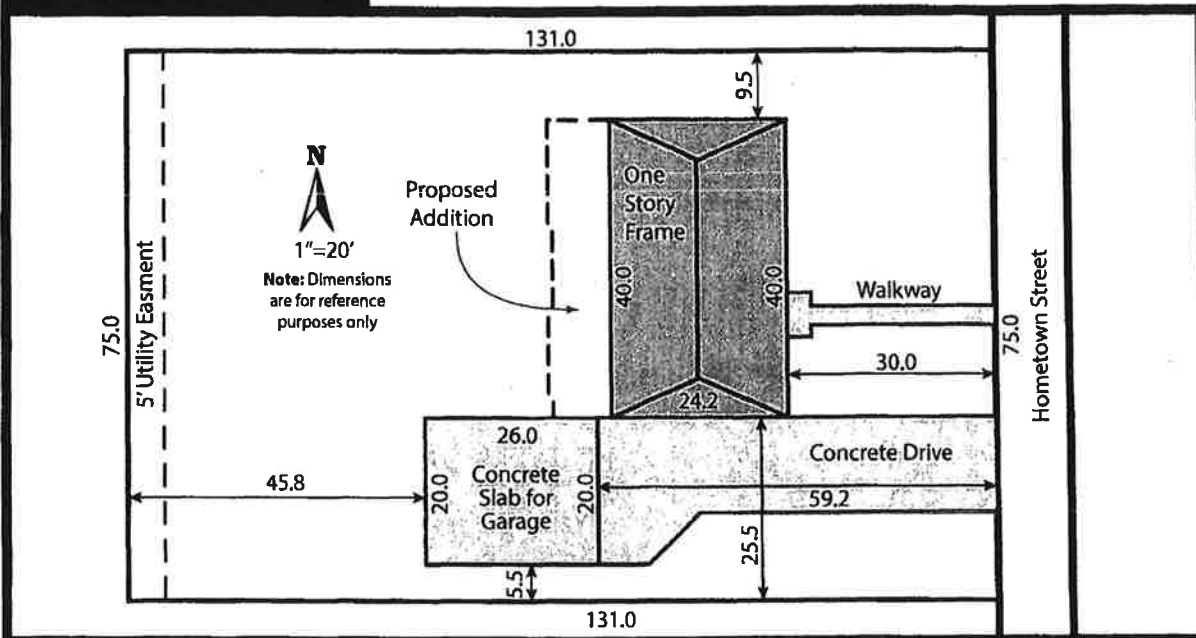 131.0
9.5
N
1"=20'
Note: Dimensions
are for reference
purposes only
Proposed
Addition
One
Story
Frame
40.0
40.0
Walkway
30.0
75.0
5' Utility Easment
75.0
Hometown Street
24.2
26.0
Concrete
Slab for
Garage
20.0
20.0
45.8
Concrete Drive
59.2
25.5
5.5
131.0